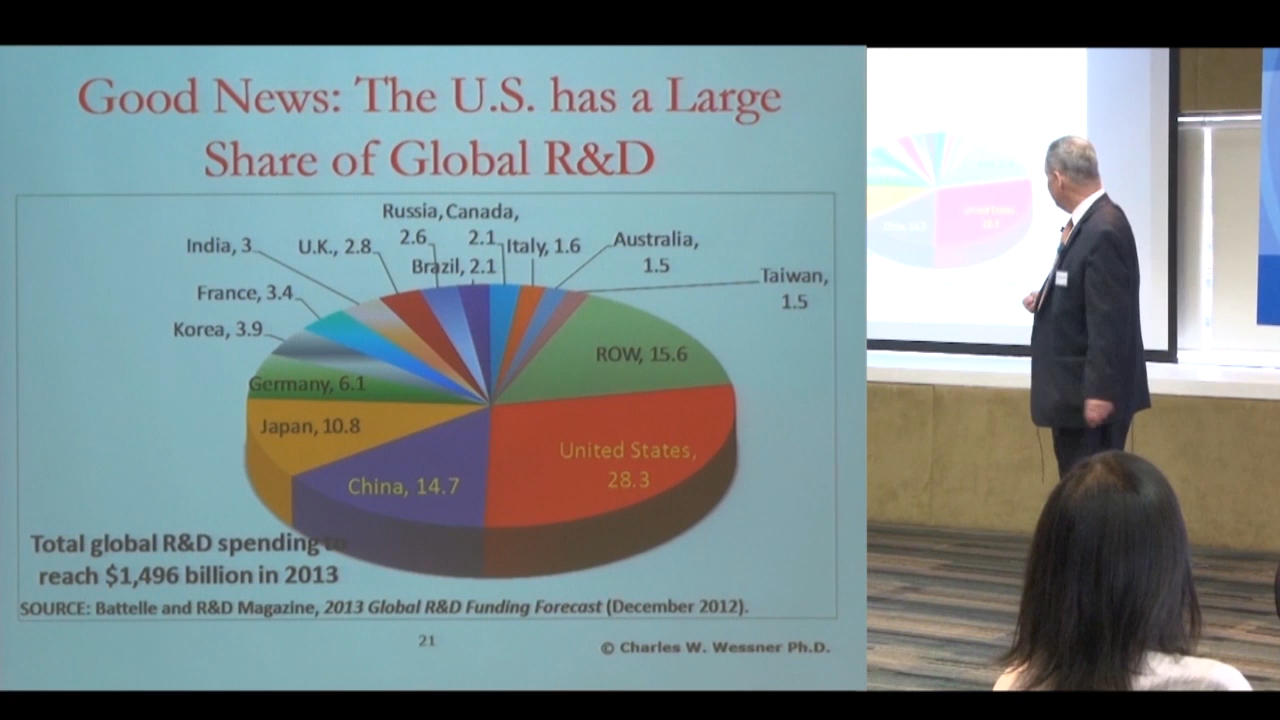 Good News: The U.S. has a Large
Share of Global R&D
Russia, Canada,
2.6 2.1
India, 3
U.K., 2.8
Italy, 1.6
Australia,
1.5
Brazil, 2.1
Taiwan,
1.5
France, 3.4
Korea, 3.9
ROW, 15.6
Germany, 6.1
Japan, 10.8
United States,
28.3
China, 14.7
Total global R&D spending to
reach $1,496 billion in 2013
SOURCE: Battelle and R&D Magazine, 2013 Global R&D Funding Forecast (December 2012).
21
© Charles W. Wessner Ph.D.
United States